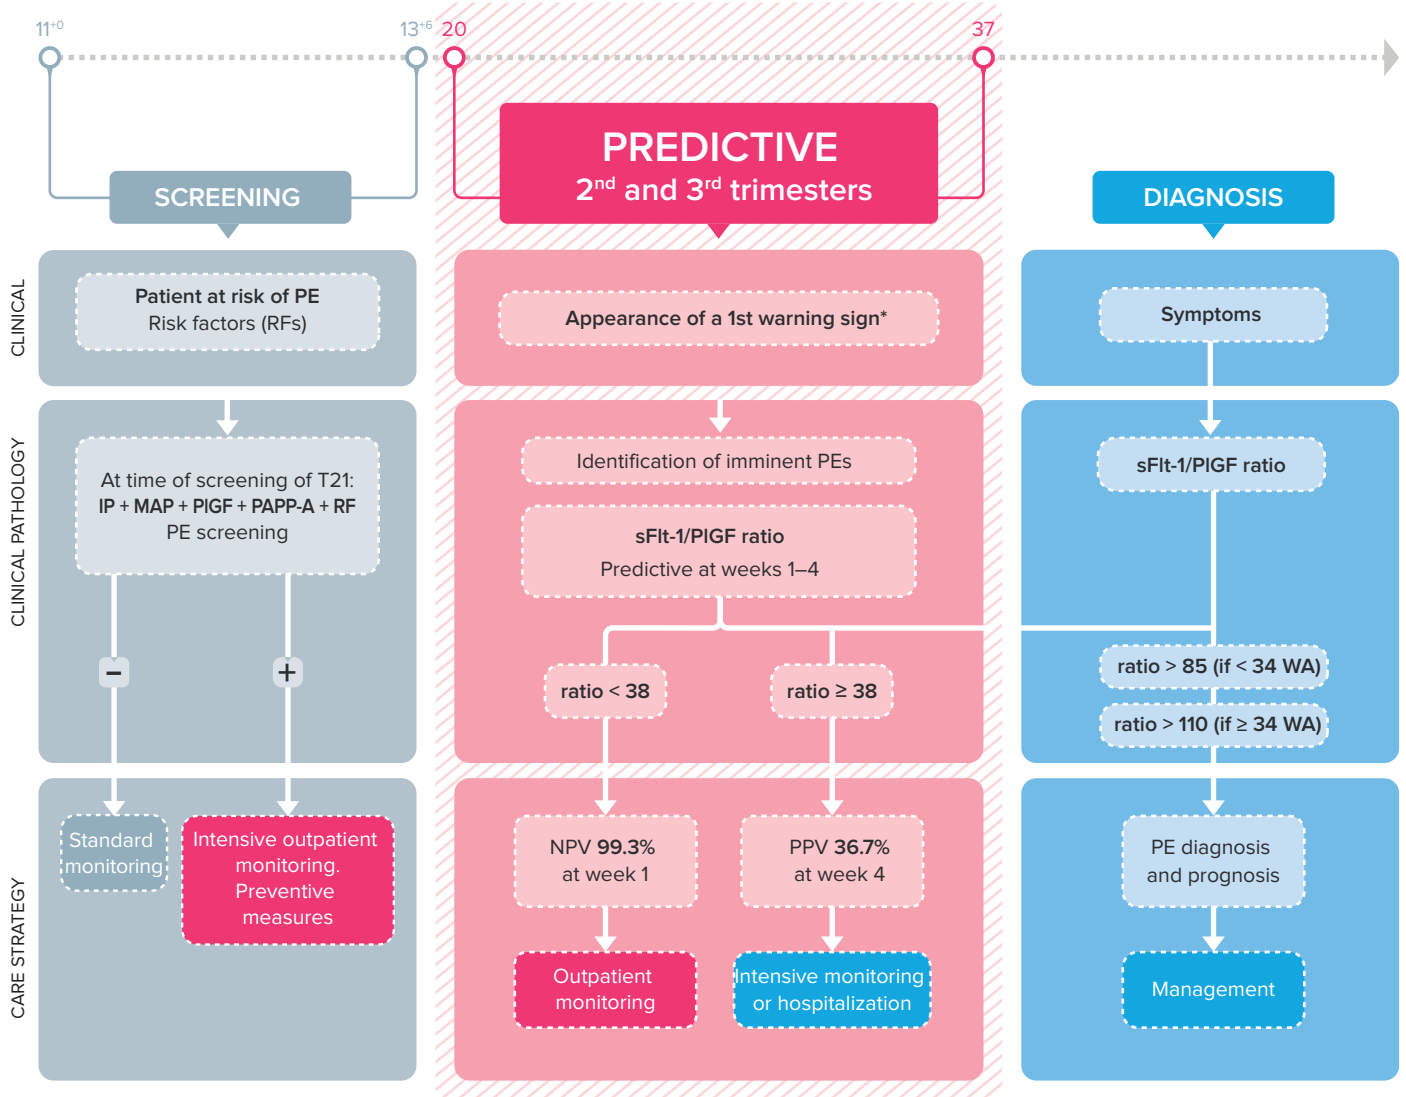 11+0
13+6
20
37
SCREENING
PREDICTIVE
2nd and 3rd trimesters
DIAGNOSIS
CLINICAL
Patient at risk of PE
Risk factors (RFs)
Appearance of a 1st warning sign*
Symptoms
CLINICAL PATHOLOGY
At time of screening of T21:
IP + MAP + PIGF + PAPP-A + RF
PE screening
−
+
Identification of imminent PEs
sFlt-1/PIGF ratio
Predictive at weeks 1–4
ratio < 38
ratio ≥ 38
sFlt-1/PIGF ratio
ratio > 85 (if < 34 WA)
ratio > 110 (if ≥ 34 WA)
CARE STRATEGY
Standard
monitoring
Intensive outpatient
monitoring.
Preventive
measures
NPV 99.3%
at week 1
PPV 36.7%
at week 4
Outpatient
monitoring
Intensive monitoring
or hospitalization
PE diagnosis
and prognosis
Management